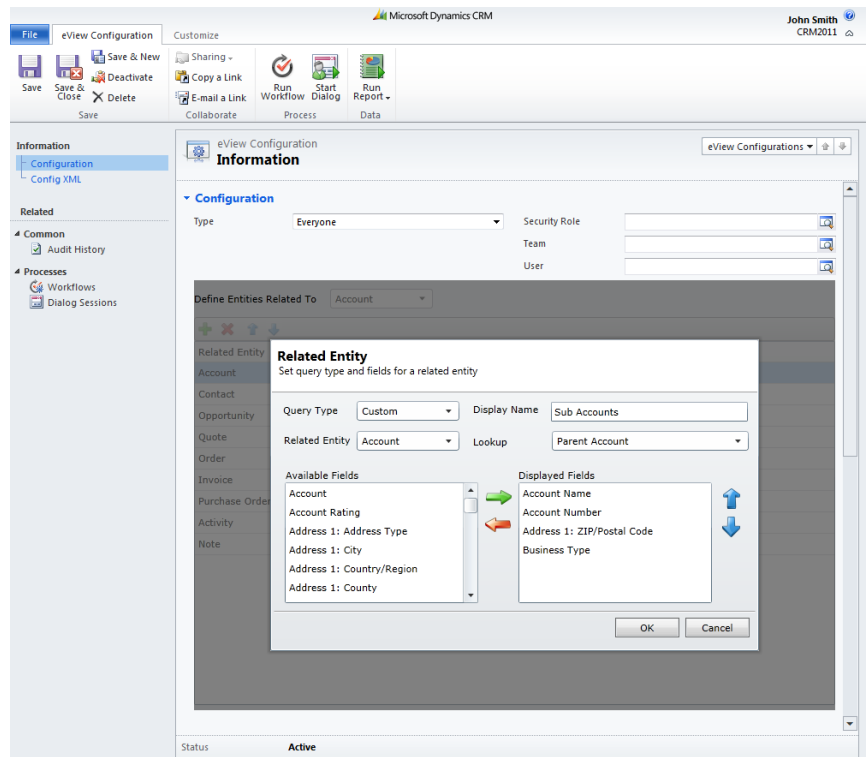 Microsoft Dynamics CRM
John Smith
CRM2011
File
eView Configuration
Customize
Save
Save & Close
Save & New
Deactivate
Delete
Save
Sharing
Copy a Link
E-mail a Link
Collaborate
Run Workflow
Start Dialog
Process
Run Report
Data
Information
Configuration
Config XML
Related
Common
Audit History
Processes
Workflows
Dialog Sessions
eView Configuration
Information
eView Configurations
Configuration
Type
Everyone
Security Role
Team
User
Define Entities Related To
Account
Related Entity
Account
Contact
Opportunity
Quote
Order
Invoice
Purchase Order
Activity
Note
Related Entity
Set query type and fields for a related entity
Query Type
Custom
Display Name
Sub Accounts
Related Entity
Account
Lookup
Parent Account
Available Fields
Account
Account Rating
Address 1: Address Type
Address 1: City
Address 1: Country/Region
Address 1: County
Displayed Fields
Account Name
Account Number
Address 1: ZIP/Postal Code
Business Type
OK
Cancel
Status
Active